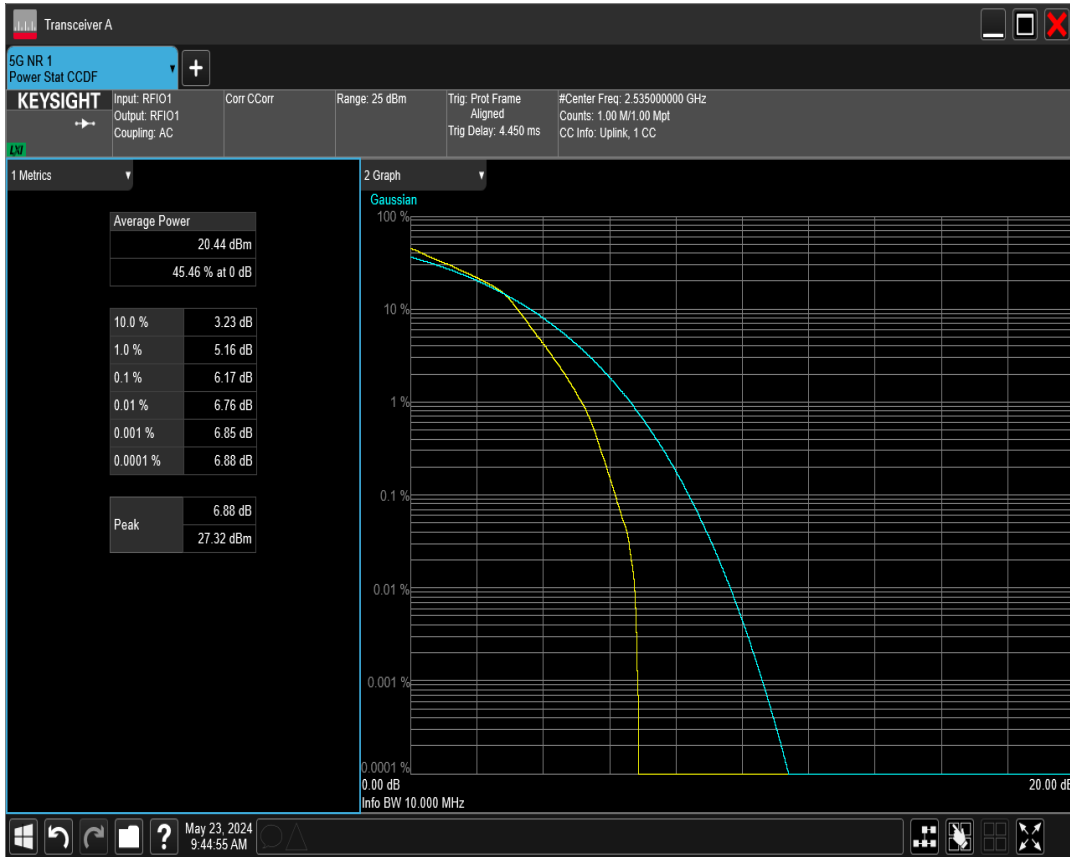 Transceiver A
5G NR 1
Power Stat CCDF
KEYSIGHT
LXI
Input: RFIO1
Output: RFIO1
Coupling: AC
Corr CCorr
Range: 25 dBm
Trig: Prot Frame
Aligned
Trig Delay: 4.450 ms
#Center Freq: 2.535000000 GHz
Counts: 1.00 M/1.00 Mpt
CC Info: Uplink, 1 CC
1 Metrics
Average Power
20.44 dBm
45.46 % at 0 dB
10.0 % 3.23 dB
1.0 % 5.16 dB
0.1 % 6.17 dB
0.01 % 6.76 dB
0.001 % 6.85 dB
0.0001 % 6.88 dB
Peak
6.88 dB
27.32 dBm
2 Graph
Gaussian
100 %
10 %
1 %
0.1 %
0.01 %
0.001 %
0.0001 %
0.00 dB 20.00 dB
Info BW 10.000 MHz
?
May 23, 2024
9:44:55 AM